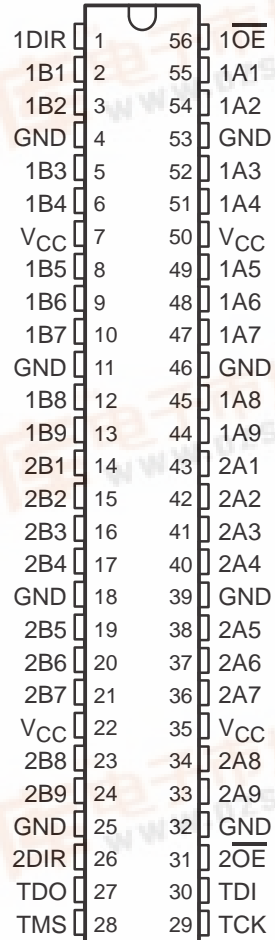 1DIR 1 56 1O̅E̅
1B1 2 55 1A1
1B2 3 54 1A2
GND 4 53 GND
1B3 5 52 1A3
1B4 6 51 1A4
VCC 7 50 VCC
1B5 8 49 1A5
1B6 9 48 1A6
1B7 10 47 1A7
GND 11 46 GND
1B8 12 45 1A8
1B9 13 44 1A9
2B1 14 43 2A1
2B2 15 42 2A2
2B3 16 41 2A3
2B4 17 40 2A4
GND 18 39 GND
2B5 19 38 2A5
2B6 20 37 2A6
2B7 21 36 2A7
VCC 22 35 VCC
2B8 23 34 2A8
2B9 24 33 2A9
GND 25 32 GND
2DIR 26 31 2O̅E̅
TDO 27 30 TDI
TMS 28 29 TCK